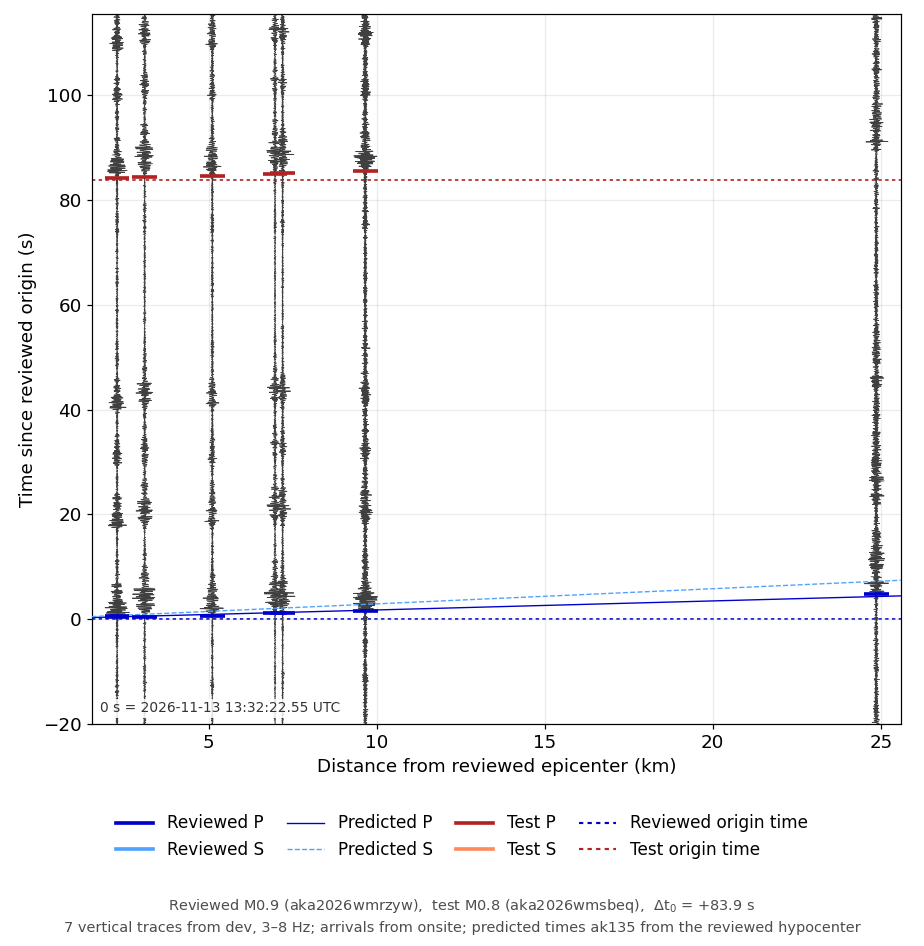 100
80
60
40
20
0
−20
Time since reviewed origin (s)
0 s = 2026-11-13 13:32:22.55 UTC
5
10
15
20
25
Distance from reviewed epicenter (km)
Reviewed P
Predicted P
Test P
Reviewed origin time
Reviewed S
Predicted S
Test S
Test origin time
Reviewed M0.9 (aka2026wmrzyw),  test M0.8 (aka2026wmsbeq),  Δt₀ = +83.9 s
7 vertical traces from dev, 3–8 Hz; arrivals from onsite; predicted times ak135 from the reviewed hypocenter